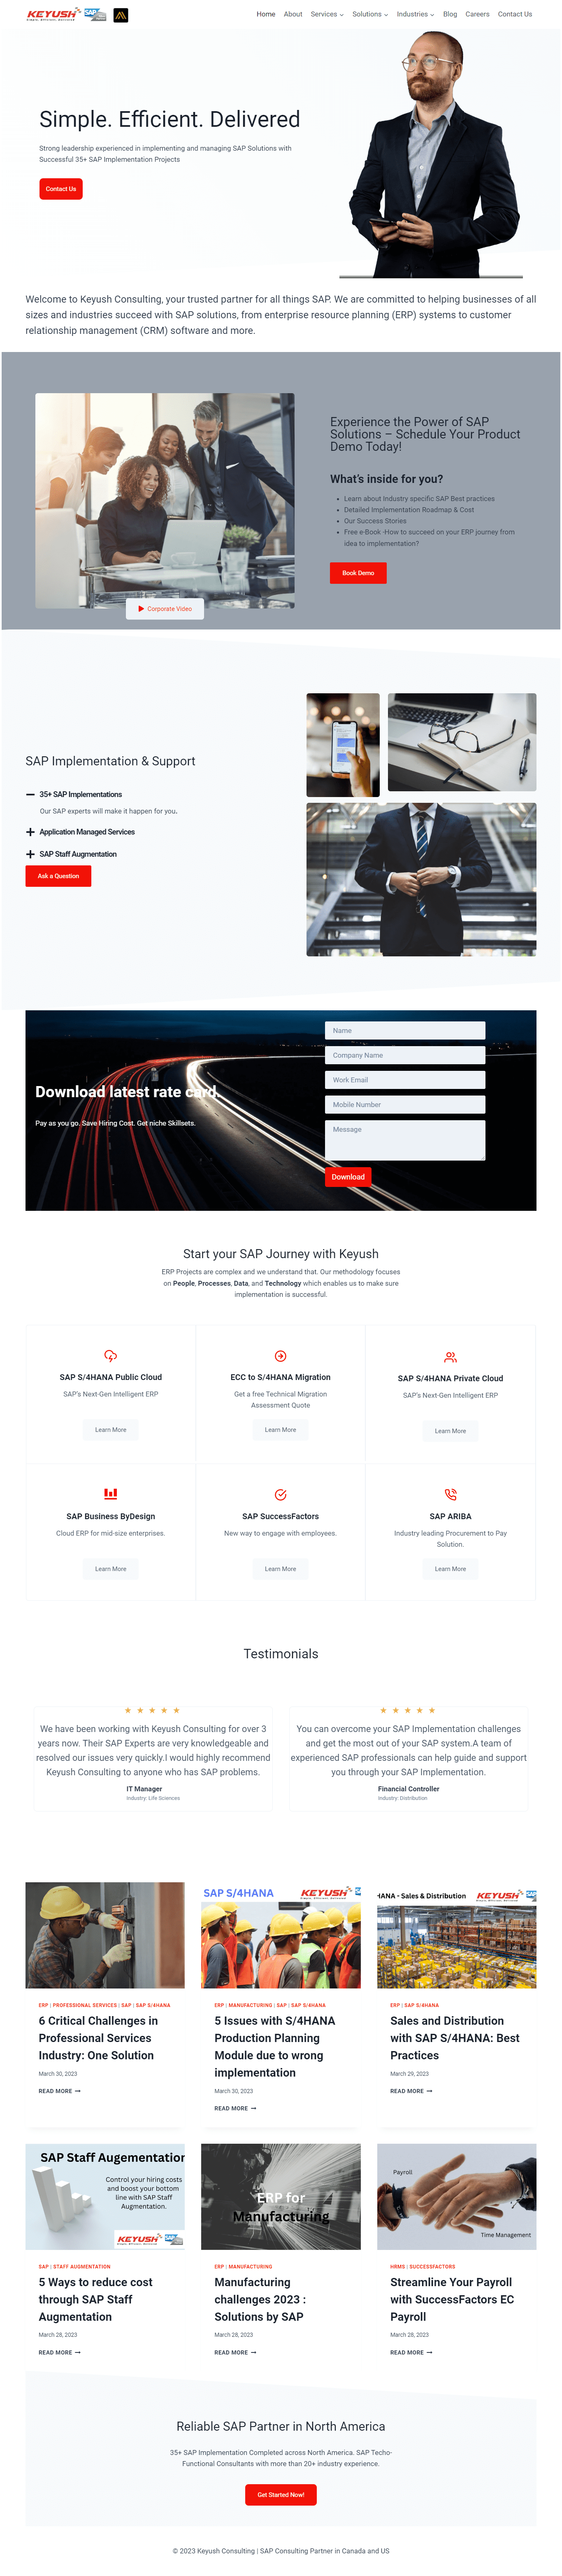 KEYUSH
Simple. Efficient. Delivered
SAP
Home About Services Solutions Industries Blog Careers Contact Us
Simple. Efficient. Delivered
Strong leadership experienced in implementing and managing SAP Solutions with
Successful 35+ SAP Implementation Projects
Contact Us
Welcome to Keyush Consulting, your trusted partner for all things SAP. We are committed to helping businesses of all
sizes and industries succeed with SAP solutions, from enterprise resource planning (ERP) systems to customer
relationship management (CRM) software and more.
Experience the Power of SAP
Solutions – Schedule Your Product
Demo Today!
What's inside for you?
• Learn about Industry specific SAP Best practices
• Detailed Implementation Roadmap & Cost
• Our Success Stories
• Free e-Book -How to succeed on your ERP journey from
idea to implementation?
Book Demo
Corporate Video
SAP Implementation & Support
35+ SAP Implementations
Our SAP experts will make it happen for you.
Application Managed Services
SAP Staff Augmentation
Ask a Question
Download latest rate card.
Pay as you go. Save Hiring Cost. Get niche Skillsets.
Name
Company Name
Work Email
Mobile Number
Message
Download
Start your SAP Journey with Keyush
ERP Projects are complex and we understand that. Our methodology focuses
on People, Processes, Data, and Technology which enables us to make sure
implementation is successful.
SAP S/4HANA Public Cloud
SAP's Next-Gen Intelligent ERP
Learn More
ECC to S/4HANA Migration
Get a free Technical Migration
Assessment Quote
Learn More
SAP S/4HANA Private Cloud
SAP's Next-Gen Intelligent ERP
Learn More
SAP Business ByDesign
Cloud ERP for mid-size enterprises.
Learn More
SAP SuccessFactors
New way to engage with employees.
Learn More
SAP ARIBA
Industry leading Procurement to Pay
Solution.
Learn More
Testimonials
We have been working with Keyush Consulting for over 3
years now. Their SAP Experts are very knowledgeable and
resolved our issues very quickly.I would highly recommend
Keyush Consulting to anyone who has SAP problems.
IT Manager
Industry: Life Sciences
You can overcome your SAP Implementation challenges
and get the most out of your SAP system.A team of
experienced SAP professionals can help guide and support
you through your SAP Implementation.
Financial Controller
Industry: Distribution
ERP | PROFESSIONAL SERVICES | SAP | SAP S/4HANA
6 Critical Challenges in
Professional Services
Industry: One Solution
March 30, 2023
READ MORE
SAP S/4HANA
KEYUSH
ERP | MANUFACTURING | SAP | SAP S/4HANA
5 Issues with S/4HANA
Production Planning
Module due to wrong
implementation
March 30, 2023
READ MORE
HANA - Sales & Distribution
KEYUSH
ERP | SAP S/4HANA
Sales and Distribution
with SAP S/4HANA: Best
Practices
March 29, 2023
READ MORE
SAP Staff Augementation
Control your hiring costs
and boost your bottom
line with SAP Staff
Augmentation.
KEYUSH
SAP
SAP | STAFF AUGMENTATION
5 Ways to reduce cost
through SAP Staff
Augmentation
March 28, 2023
READ MORE
ERP for
Manufacturing
ERP | MANUFACTURING
Manufacturing
challenges 2023 :
Solutions by SAP
March 28, 2023
READ MORE
Payroll
Time Management
HRMS | SUCCESSFACTORS
Streamline Your Payroll
with SuccessFactors EC
Payroll
March 28, 2023
READ MORE
Reliable SAP Partner in North America
35+ SAP Implementation Completed across North America. SAP Techo-
Functional Consultants with more than 20+ industry experience.
Get Started Now!
© 2023 Keyush Consulting | SAP Consulting Partner in Canada and US